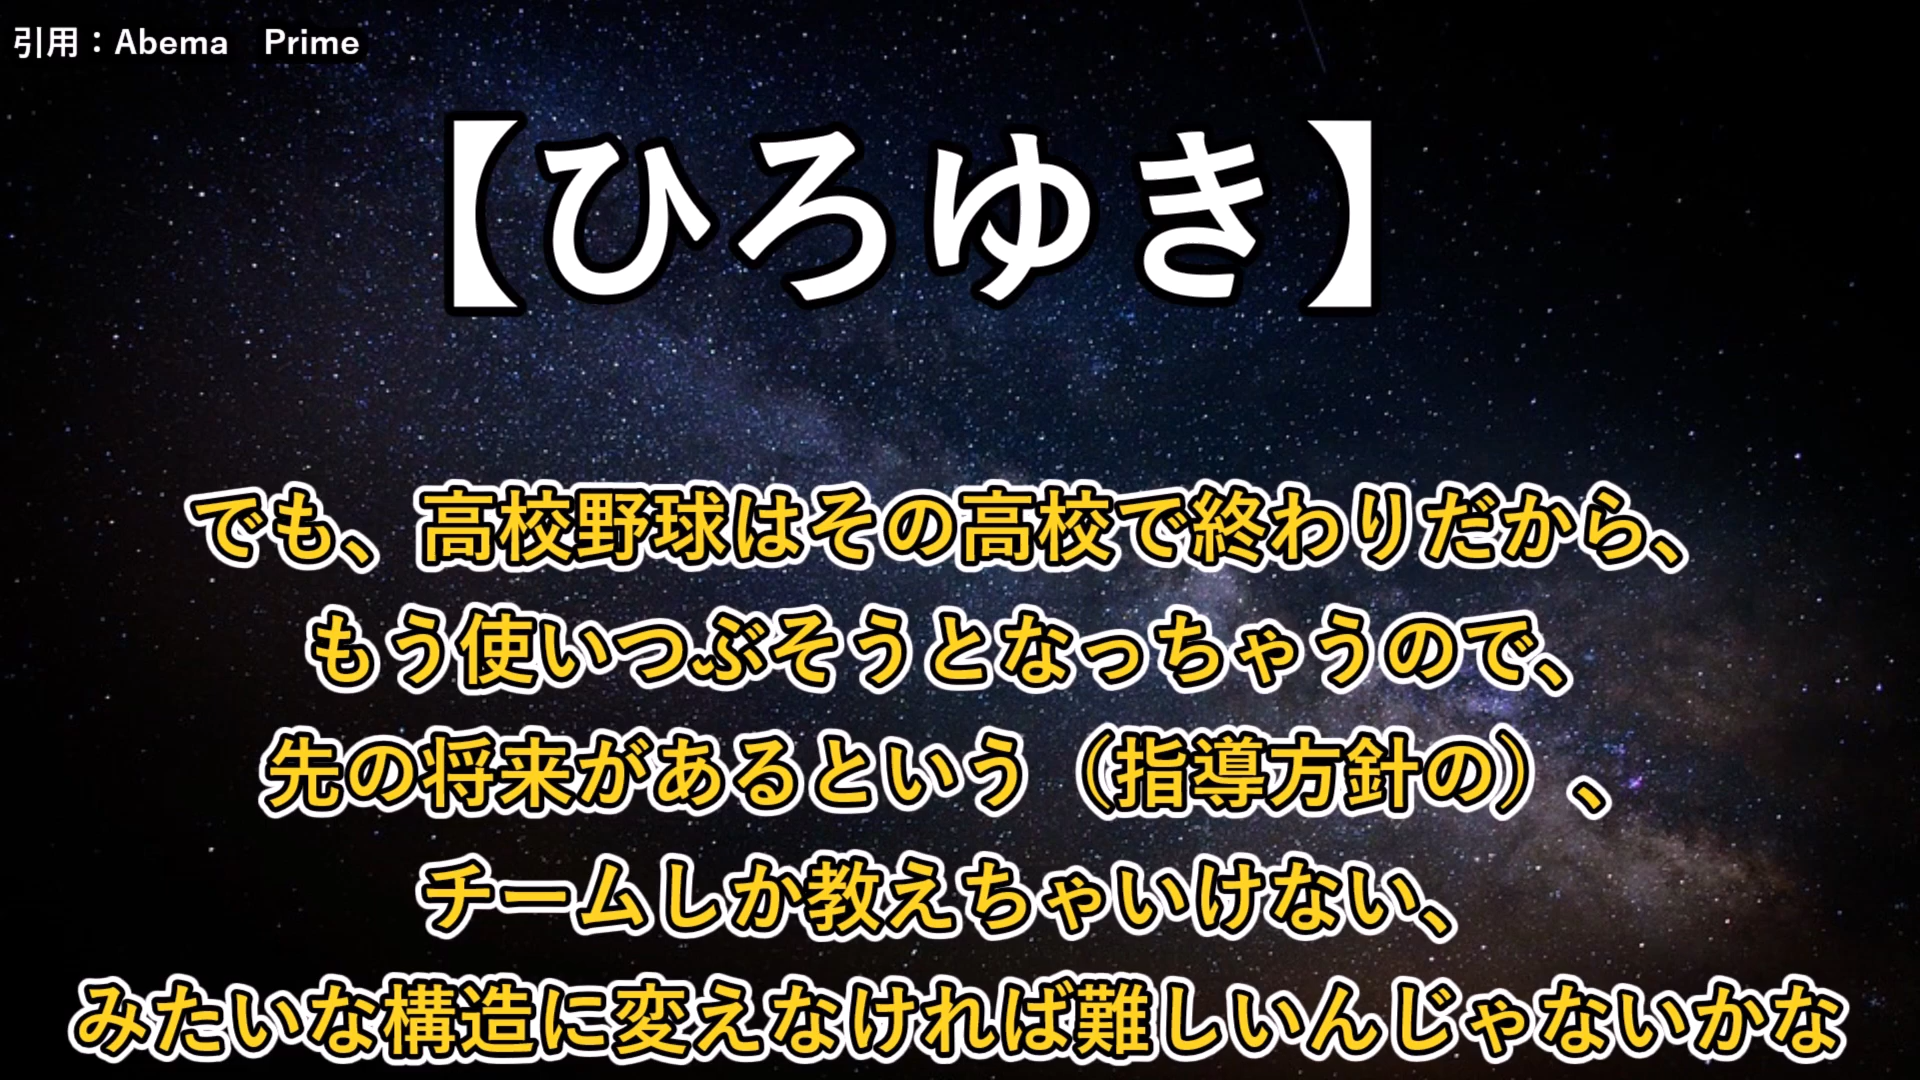 引用：Abema　Prime
【ひろゆき】
でも、高校野球はその高校で終わりだから、
もう使いつぶそうとなっちゃうので、
先の将来があるという（指導方針の）、
チームしか教えちゃいけない、
みたいな構造に変えなければ難しいんじゃないかな